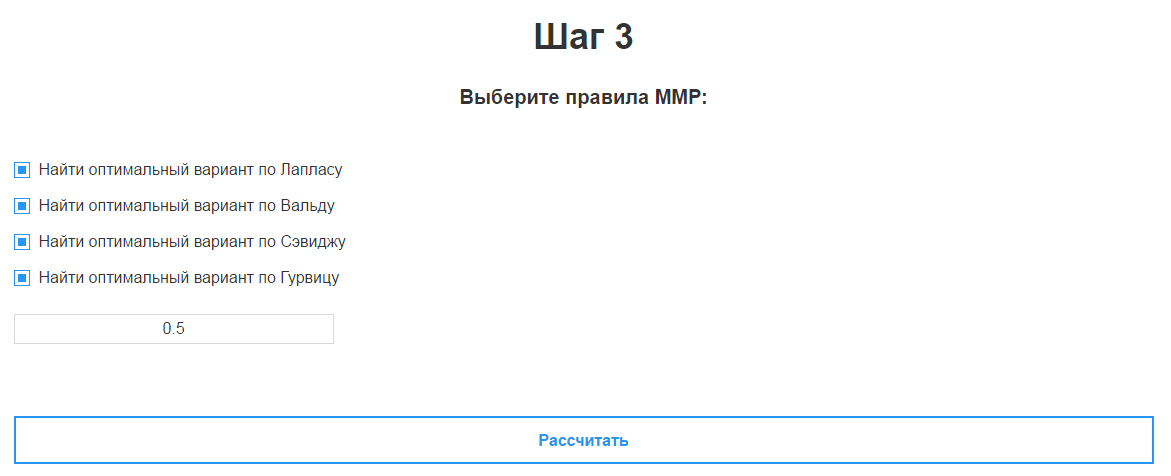 Шаг 3
Выберите правила ММР:
Найти оптимальный вариант по Лапласу
Найти оптимальный вариант по Вальду
Найти оптимальный вариант по Сэвиджу
Найти оптимальный вариант по Гурвицу
0.5
Рассчитать